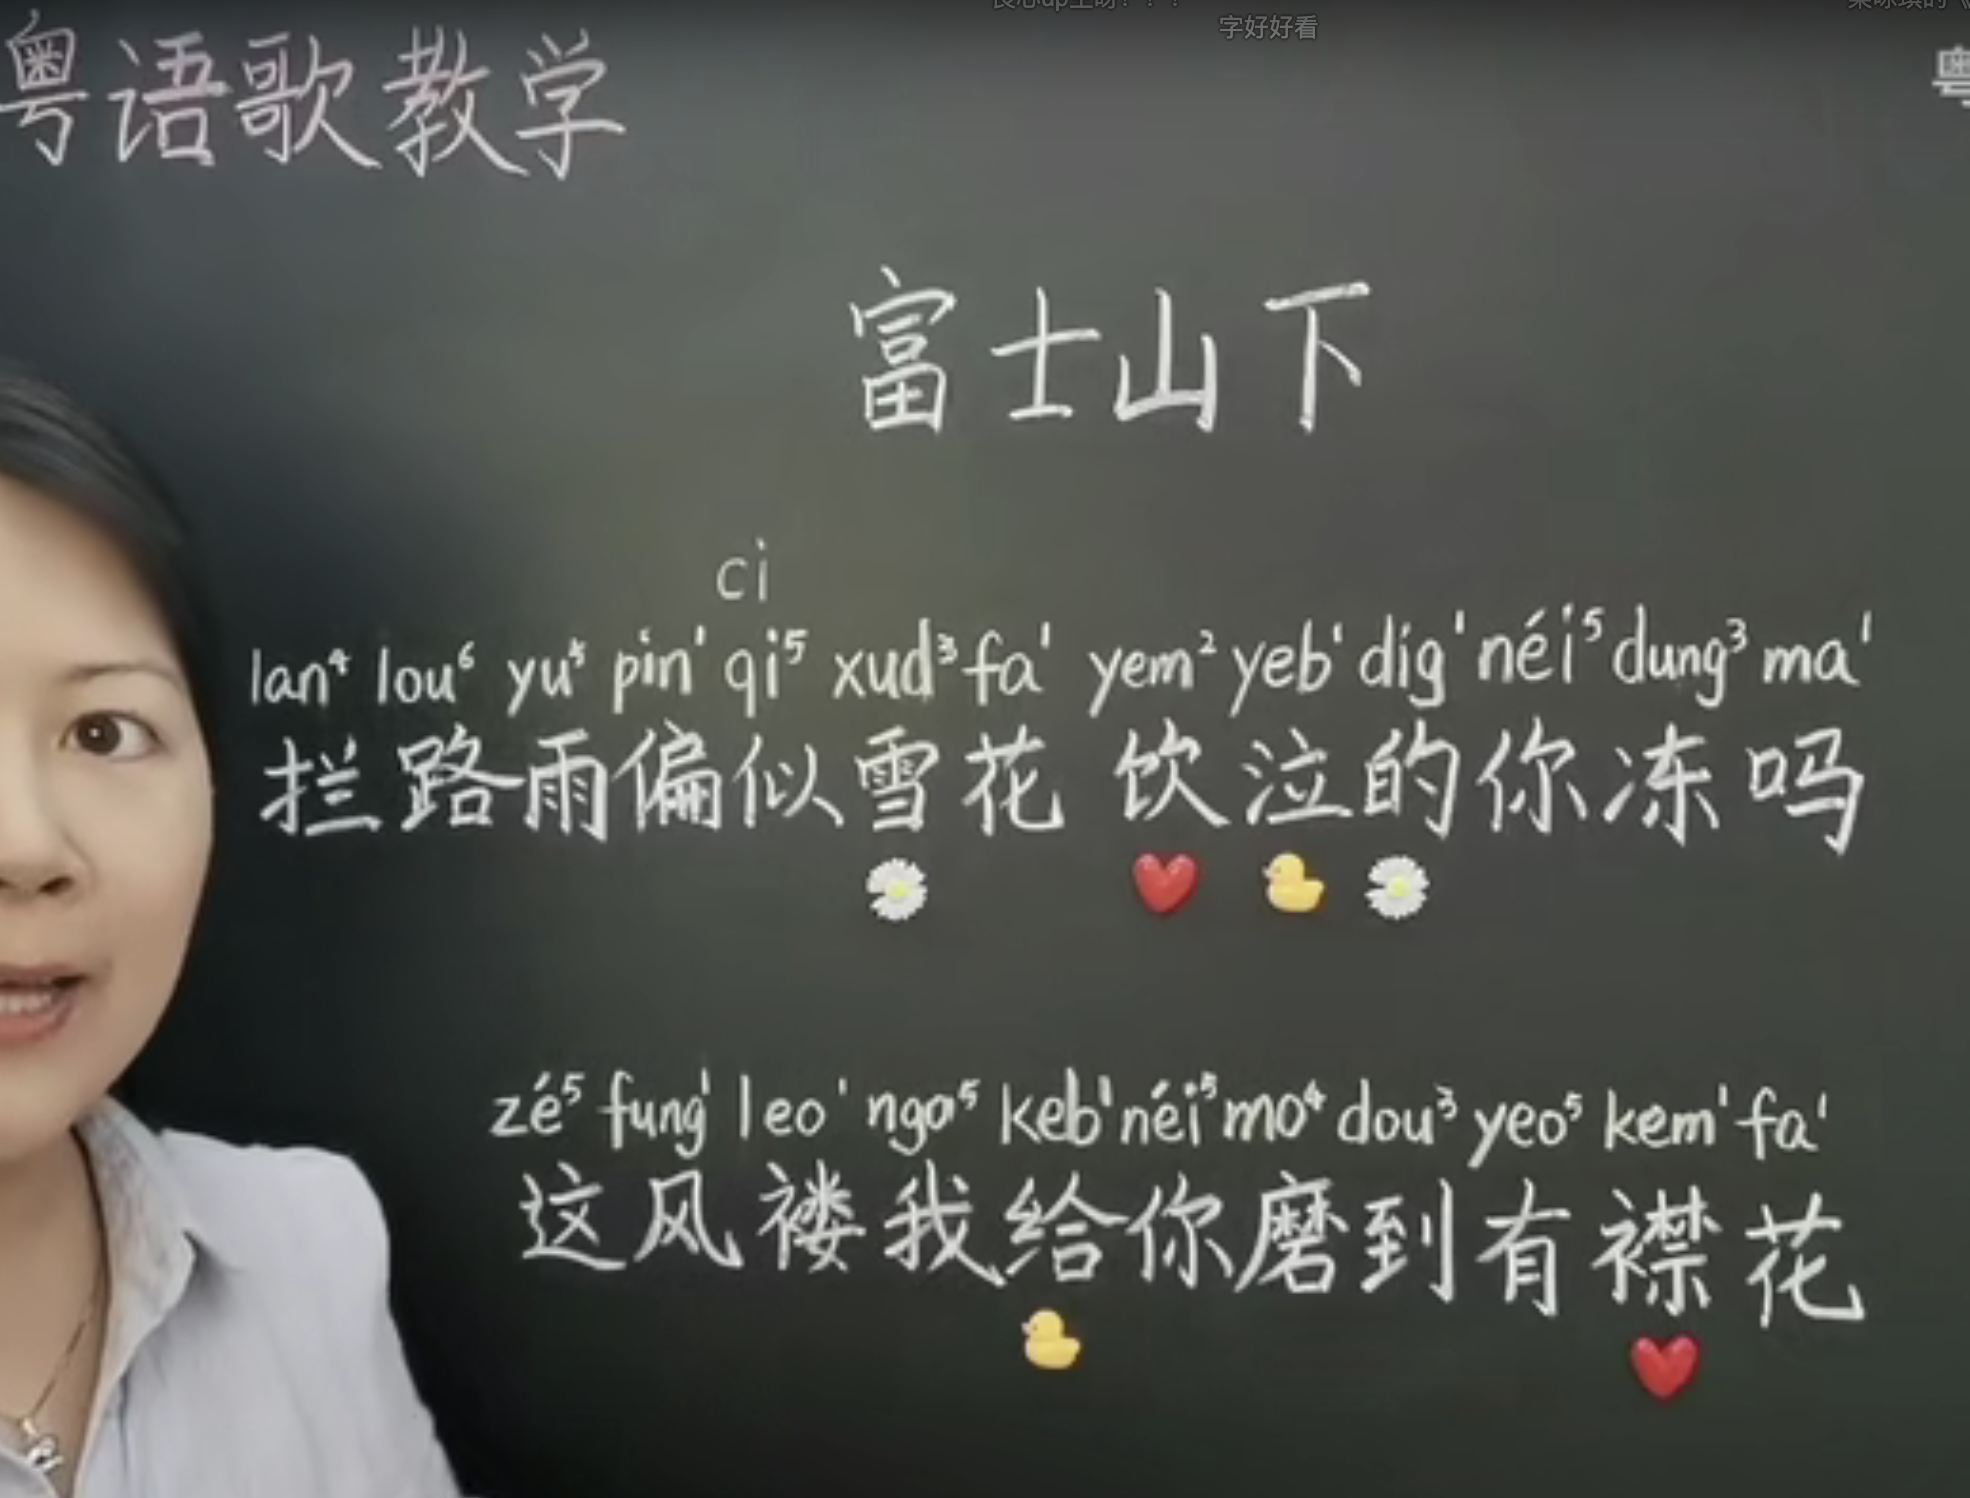 字好好看
粤语歌教学
粤
富士山下
ci
lan⁴ lou⁶ yu⁵ pin¹ qi⁵ xud³ fa¹ yem² yeb¹ dig¹ néi⁵ dung³ ma¹
拦路雨偏似雪花 饮泣的你冻吗
zé⁵ fung¹ leo¹ ngo⁵ keb¹ néi⁵ mo⁴ dou³ yeo⁵ kem¹ fa¹
这风褛我给你磨到有襟花